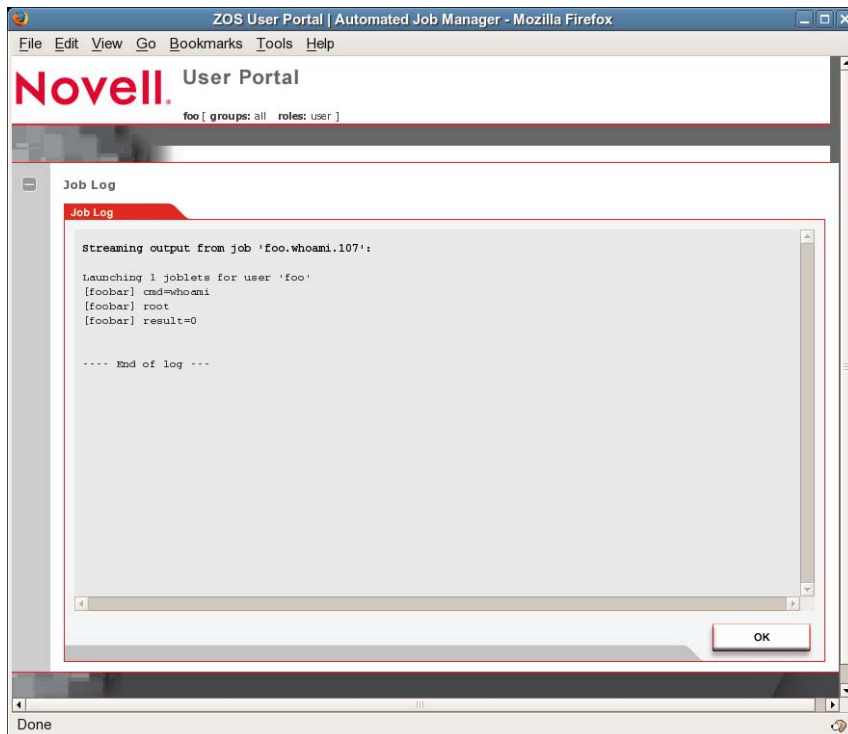 ZOS User Portal | Automated Job Manager - Mozilla Firefox
File Edit View Go Bookmarks Tools Help
Novell. User Portal
foo [ groups: all roles: user ]
Job Log
Job Log
Streaming output from job 'foo.whoami.107':
Launching 1 joblets for user 'foo'
[foobar] cmd=whoami
[foobar] root
[foobar] result=0
---- End of log ---
OK
Done